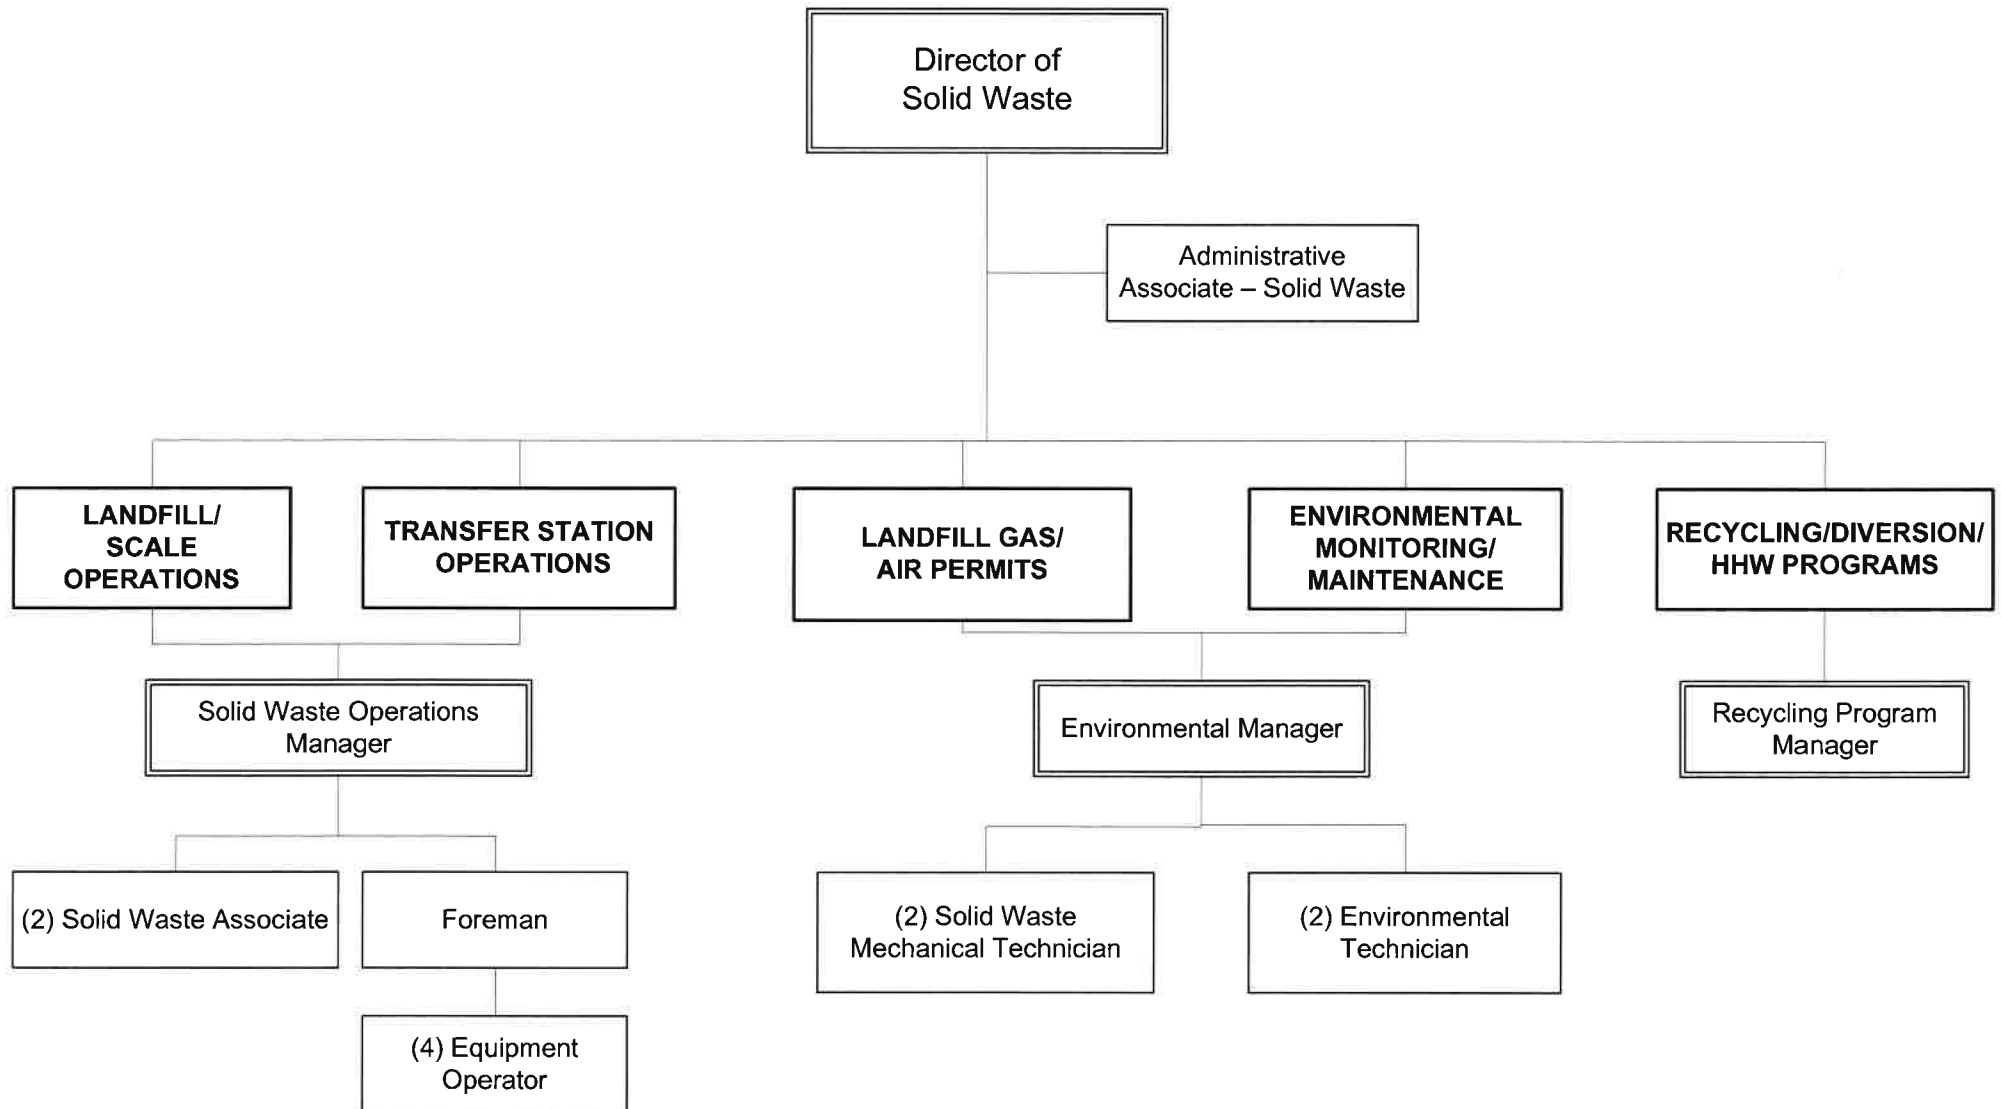 Director of
Solid Waste
Administrative
Associate – Solid Waste
LANDFILL/
SCALE
OPERATIONS
TRANSFER STATION
OPERATIONS
LANDFILL GAS/
AIR PERMITS
ENVIRONMENTAL
MONITORING/
MAINTENANCE
RECYCLING/DIVERSION/
HHW PROGRAMS
Solid Waste Operations
Manager
Environmental Manager
Recycling Program
Manager
(2) Solid Waste Associate
Foreman
(2) Solid Waste
Mechanical Technician
(2) Environmental
Technician
(4) Equipment
Operator